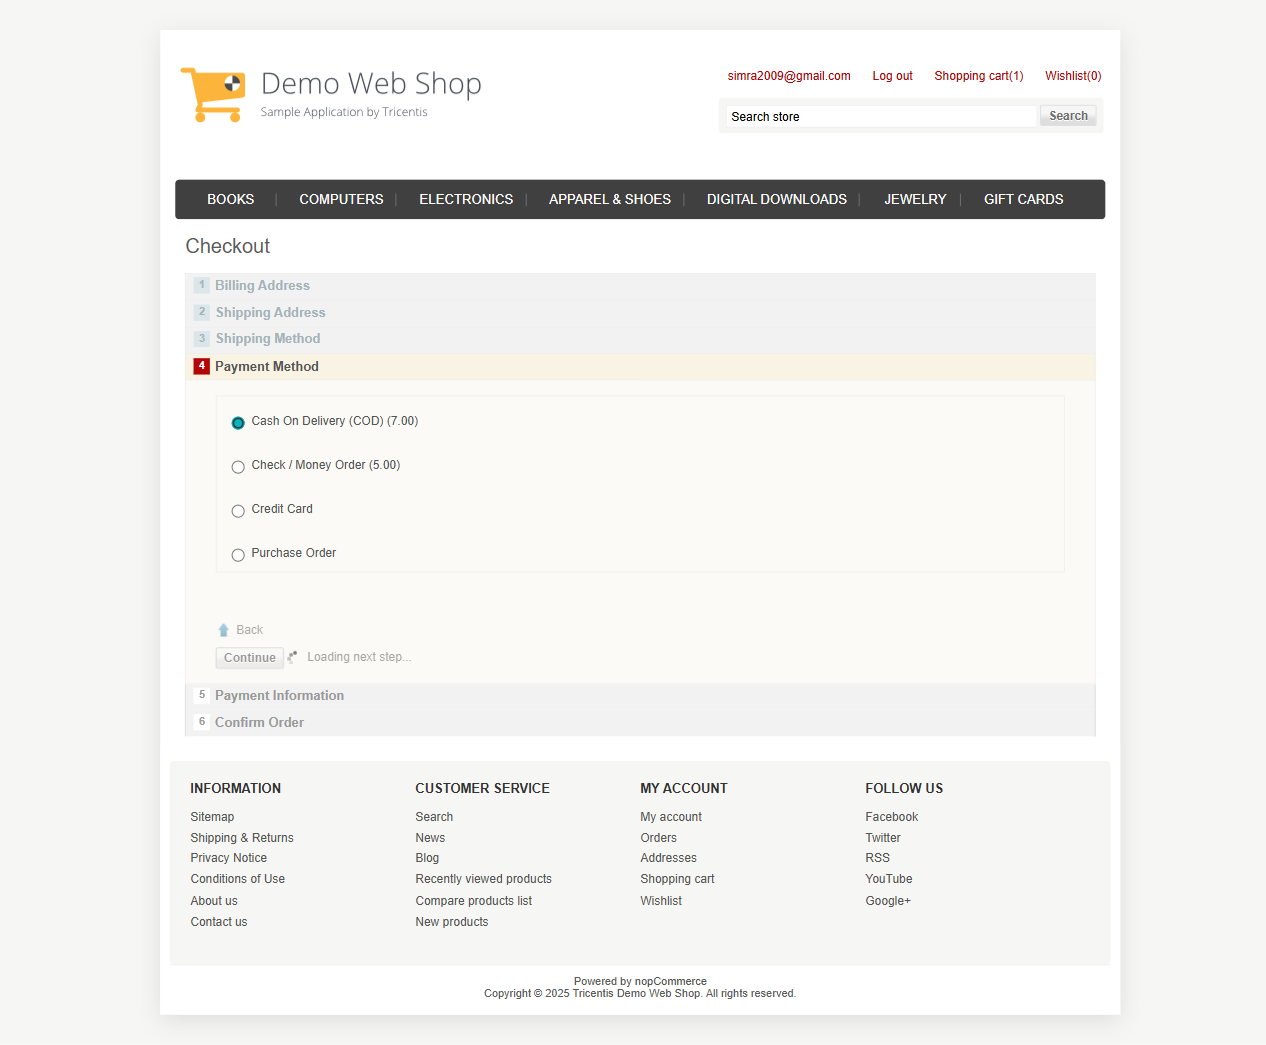 Demo Web Shop
Sample Application by Tricentis
simra2009@gmail.com Log out Shopping cart(1) Wishlist(0)
Search store Search
BOOKS COMPUTERS ELECTRONICS APPAREL & SHOES DIGITAL DOWNLOADS JEWELRY GIFT CARDS
Checkout
1 Billing Address
2 Shipping Address
3 Shipping Method
4 Payment Method
Cash On Delivery (COD) (7.00)
Check / Money Order (5.00)
Credit Card
Purchase Order
Back
Continue Loading next step...
5 Payment Information
6 Confirm Order
INFORMATION
Sitemap
Shipping & Returns
Privacy Notice
Conditions of Use
About us
Contact us
CUSTOMER SERVICE
Search
News
Blog
Recently viewed products
Compare products list
New products
MY ACCOUNT
My account
Orders
Addresses
Shopping cart
Wishlist
FOLLOW US
Facebook
Twitter
RSS
YouTube
Google+
Powered by nopCommerce
Copyright © 2025 Tricentis Demo Web Shop. All rights reserved.